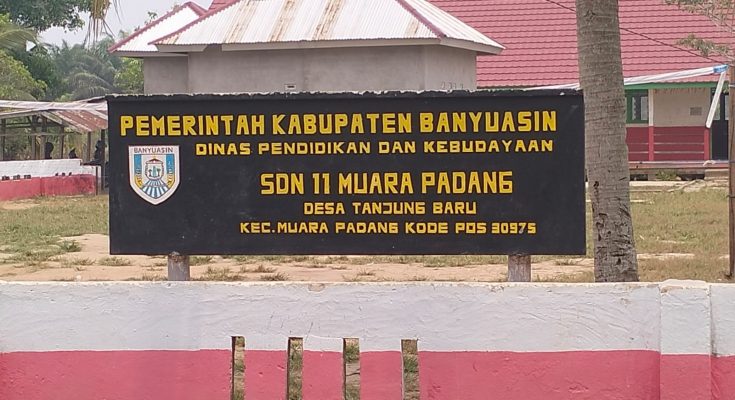 PEMERINTAH KABUPATEN BANYUASIN
DINAS PENDIDIKAN DAN KEBUDAYAAN
BANYUASIN
SDN 11 MUARA PADANG
DESA TANJUNG BARU
KEC.MUARA PADANG KODE POS 30975